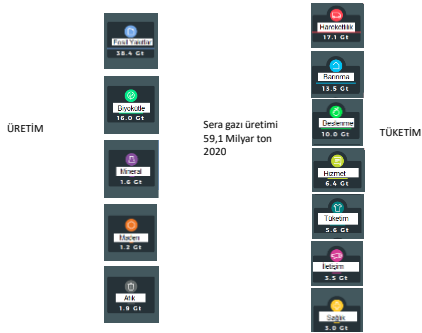 ÜRETİM
Fosil Yakıtlar
38.4 Gt
Biyokütle
16.0 Gt
Mineral
1.6 Gt
Maden
1.2 Gt
Atık
1.9 Gt
Sera gazı üretimi
59,1 Milyar ton
2020
Hareketlilik
17.1 Gt
Barınma
13.5 Gt
Beslenme
10.0 Gt
Hizmet
6.4 Gt
Tüketim
5.6 Gt
İletişim
3.5 Gt
Sağlık
3.0 Gt
TÜKETİM